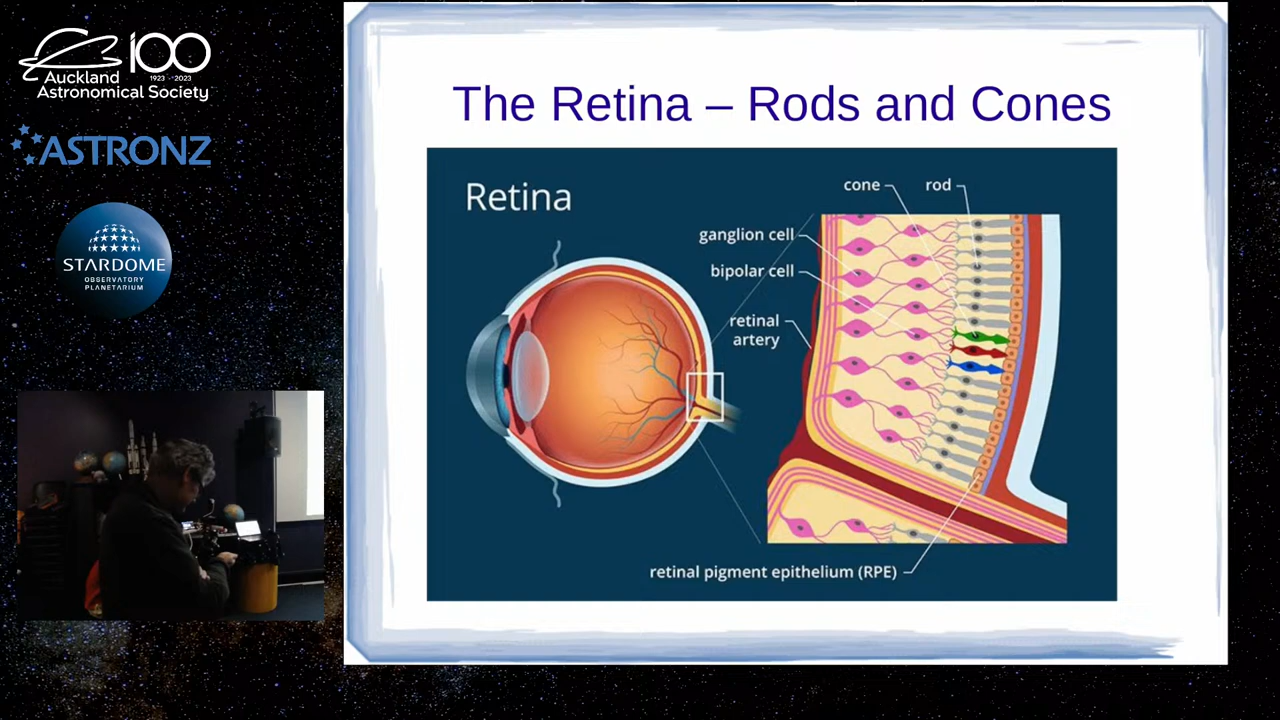 100
1923 - 2023
Auckland
Astronomical Society
ASTRONZ
STARDOME
OBSERVATORY
PLANETARIUM
The Retina – Rods and Cones
Retina
cone
rod
ganglion cell
bipolar cell
retinal
artery
retinal pigment epithelium (RPE)